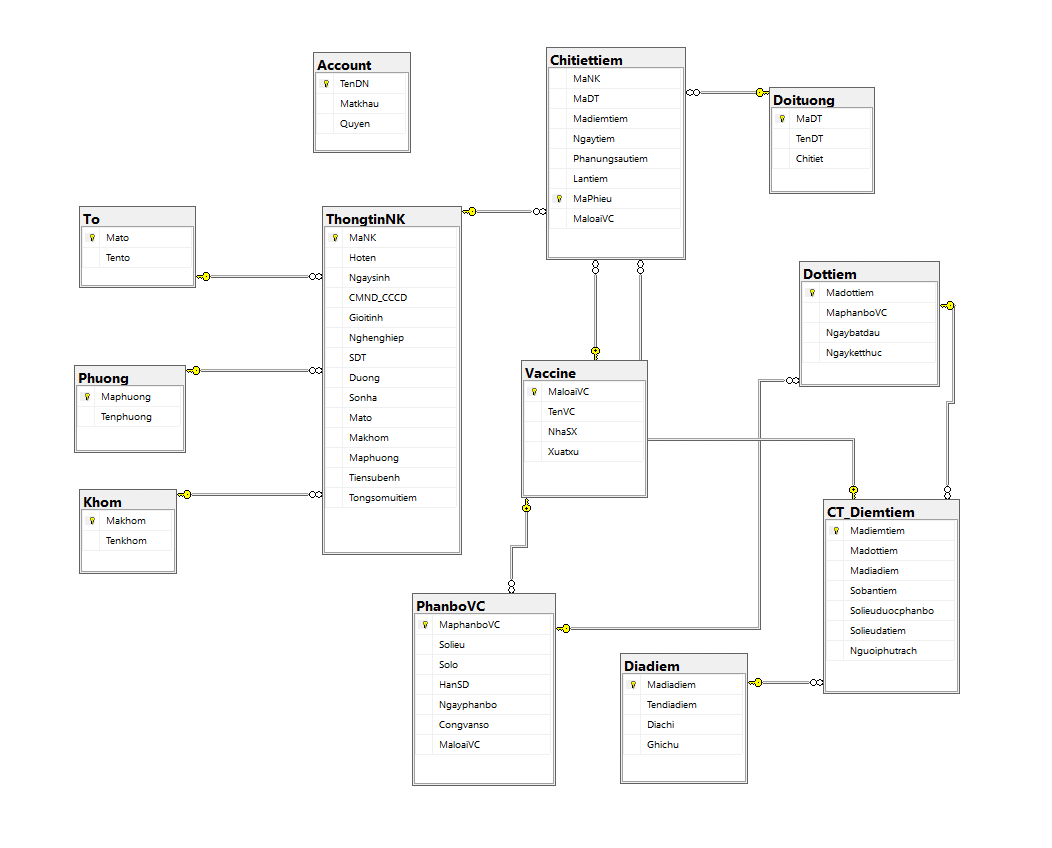 Account
TenDN
Matkhau
Quyen
Chitiettiem
MaNK
MaDT
Madiemtiem
Ngaytiem
Phanungsautiem
Lantiem
MaPhieu
MaloaiVC
Doituong
MaDT
TenDT
Chitiet
To
Mato
Tento
ThongtinNK
MaNK
Hoten
Ngaysinh
CMND_CCCD
Gioitinh
Nghenghiep
SDT
Duong
Sonha
Mato
Makhom
Maphuong
Tiensubenh
Tongsomuitiem
Dottiem
Madottiem
MaphanboVC
Ngaybatdau
Ngayketthuc
Phuong
Maphuong
Tenphuong
Vaccine
MaloaiVC
TenVC
NhaSX
Xuatxu
Khom
Makhom
Tenkhom
CT_Diemtiem
Madiemtiem
Madottiem
Madiadiem
Sobantiem
Solieuduocphanbo
Solieudatiem
Nguoiphutrach
PhanboVC
MaphanboVC
Solieu
Solo
HanSD
Ngayphanbo
Congvanso
MaloaiVC
Diadiem
Madiadiem
Tendiadiem
Diachi
Ghichu